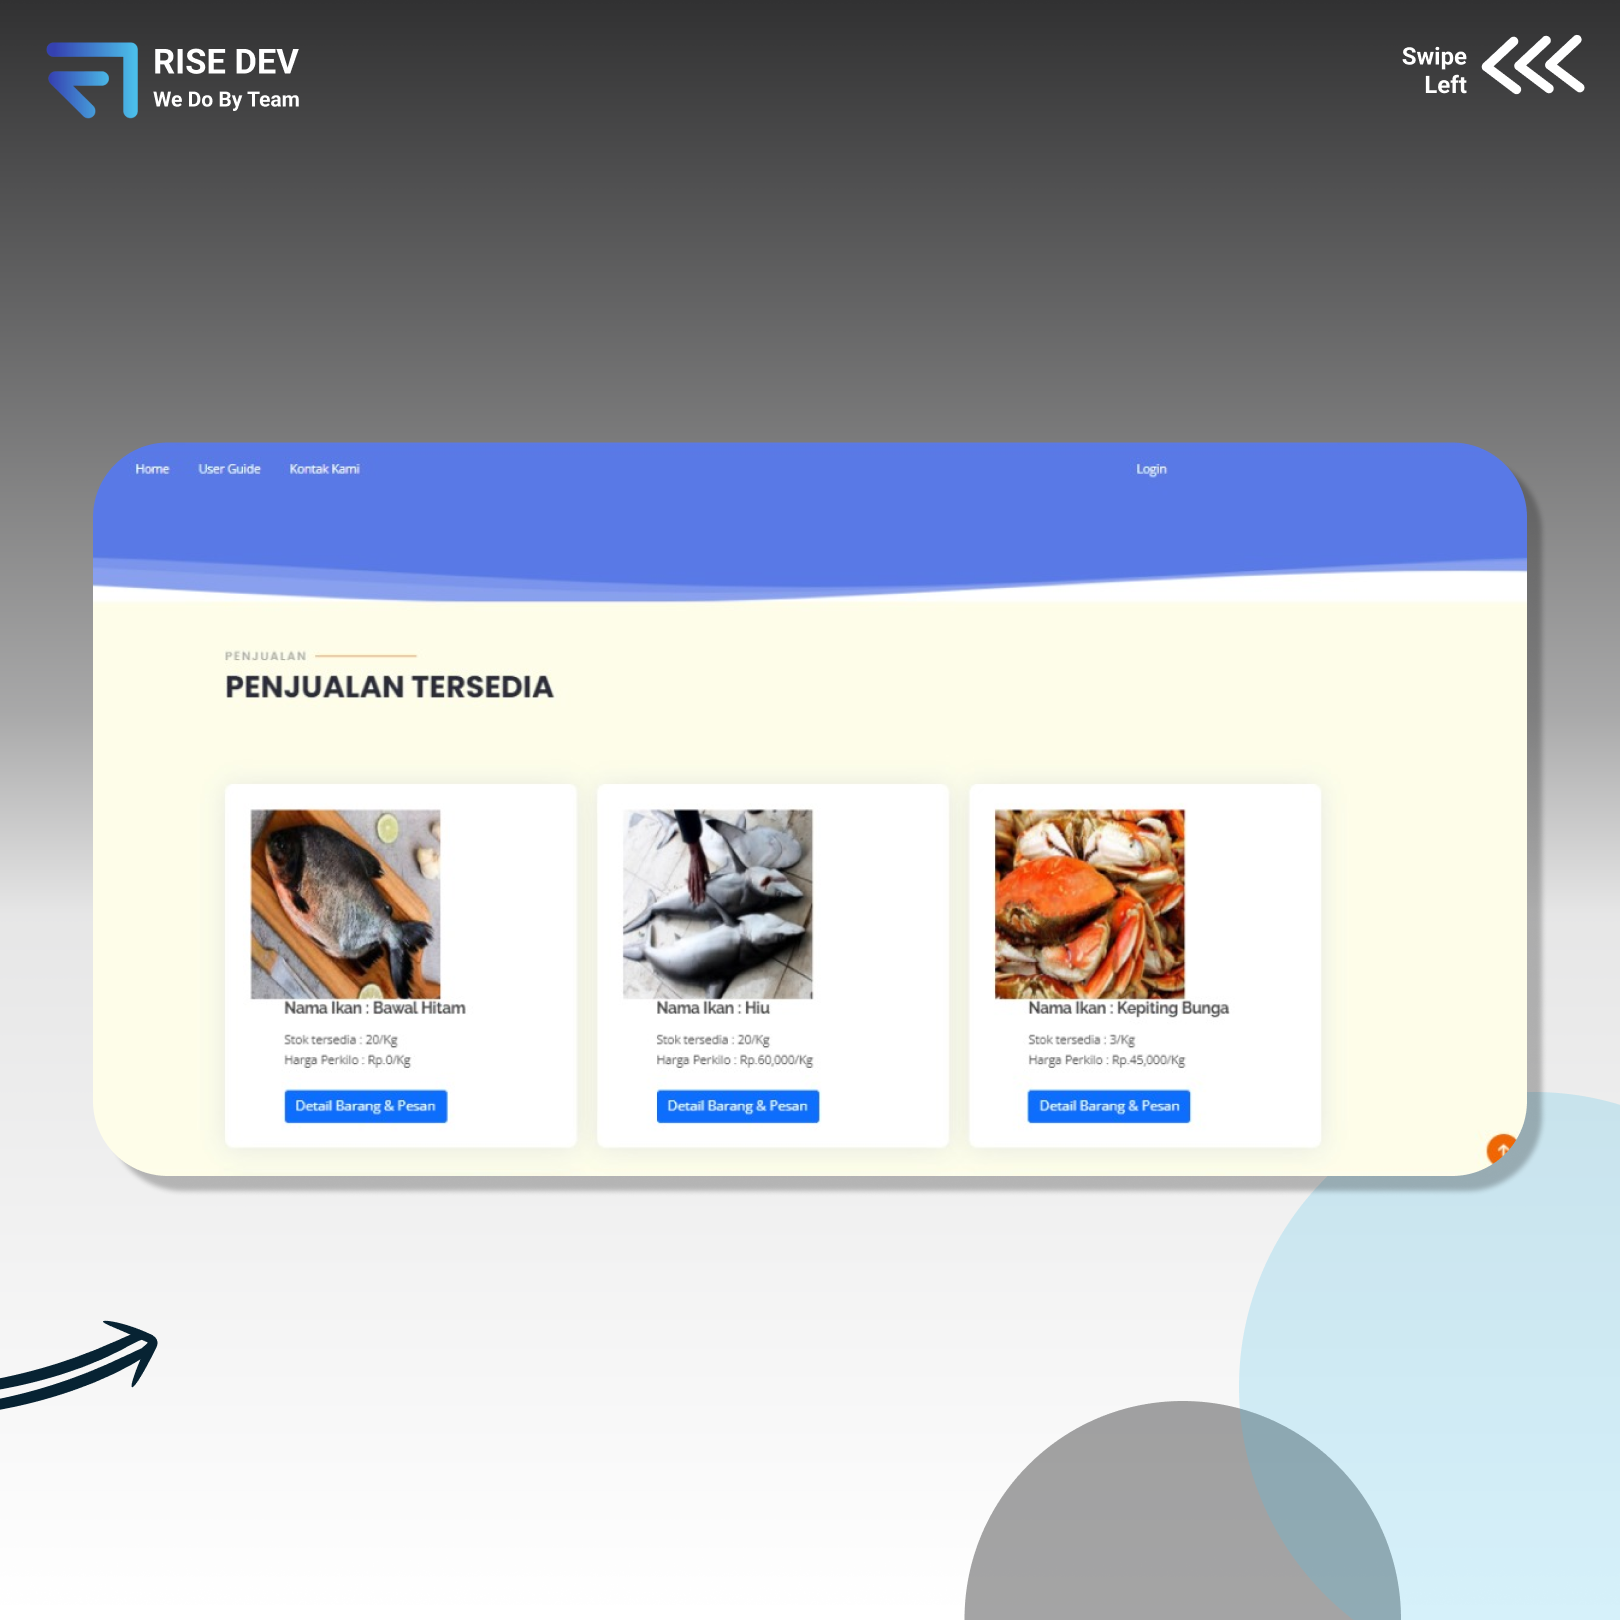 RISE DEV
We Do By Team
Swipe
Left
Home
User Guide
Kontak Kami
Login
PENJUALAN
PENJUALAN TERSEDIA
Nama Ikan : Bawal Hitam
Stok tersedia : 20/Kg
Harga Perkilo : Rp.0/Kg
Detail Barang & Pesan
Nama Ikan : Hiu
Stok tersedia : 20/Kg
Harga Perkilo : Rp.60,000/Kg
Detail Barang & Pesan
Nama Ikan : Kepiting Bunga
Stok tersedia : 3/Kg
Harga Perkilo : Rp.45,000/Kg
Detail Barang & Pesan